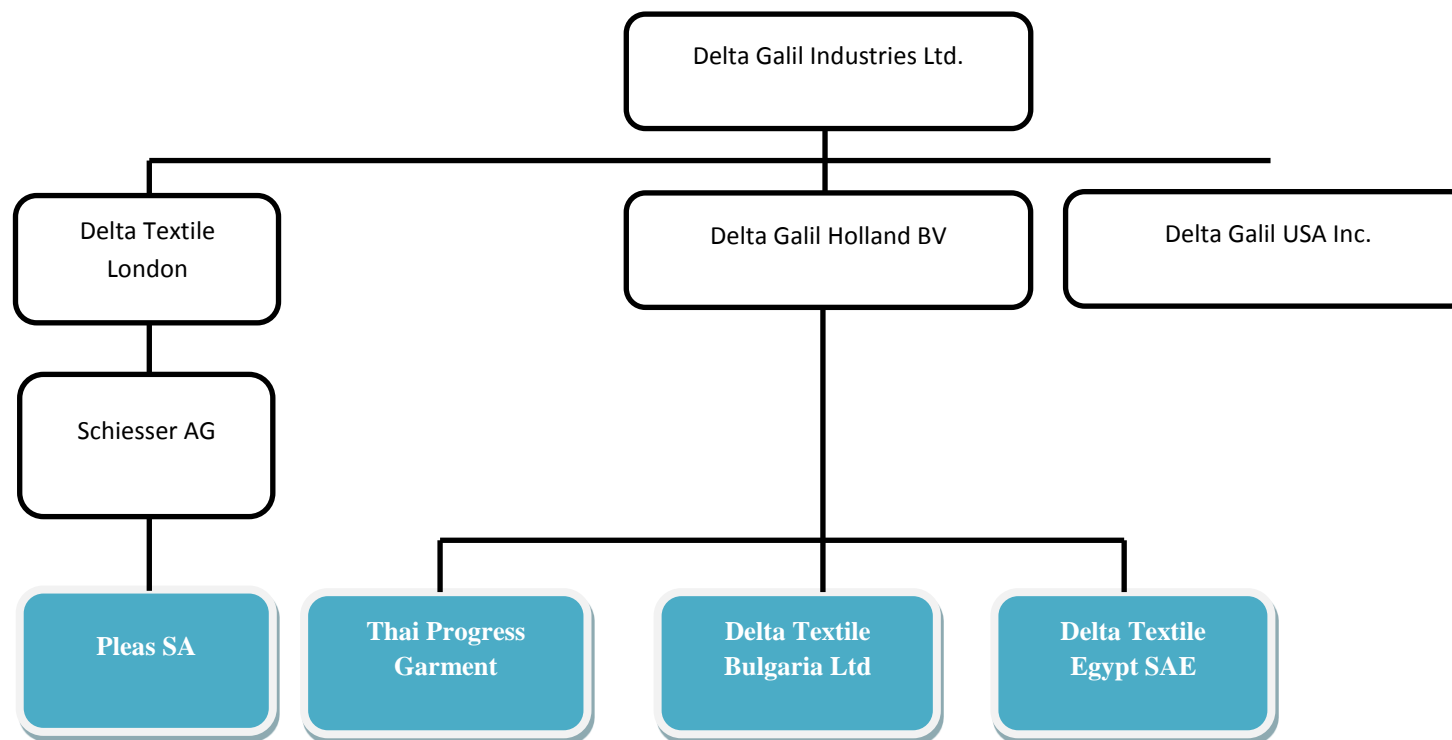 Delta Galil Industries Ltd.
Delta Textile
London
Delta Galil Holland BV
Delta Galil USA Inc.
Schiesser AG
Pleas SA
Thai Progress
Garment
Delta Textile
Bulgaria Ltd
Delta Textile
Egypt SAE